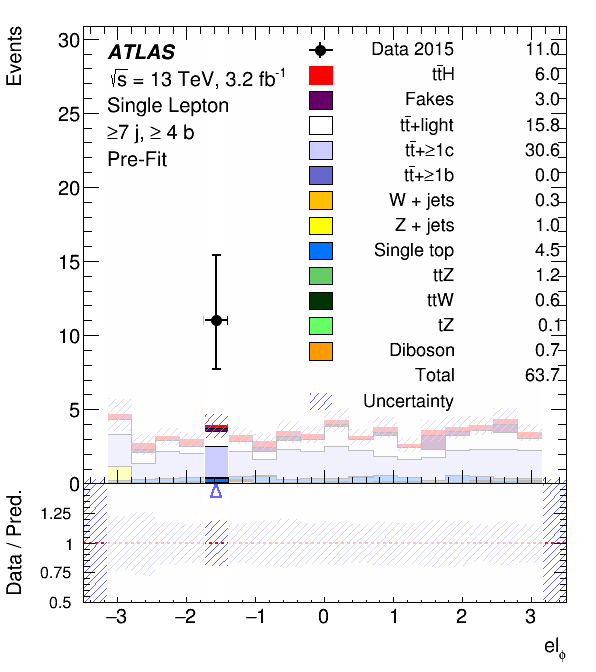 Events
ATLAS
√s = 13 TeV, 3.2 fb⁻¹
Single Lepton
≥7 j, ≥ 4 b
Pre-Fit
Data 2015 11.0
tt̄H 6.0
Fakes 3.0
tt̄+light 15.8
tt̄+≥1c 30.6
tt̄+≥1b 0.0
W + jets 0.3
Z + jets 1.0
Single top 4.5
ttZ 1.2
ttW 0.6
tZ 0.1
Diboson 0.7
Total 63.7
Uncertainty
30
25
20
15
10
5
0
Data / Pred.
1.25
1
0.75
0.5
−3 −2 −1 0 1 2 3
el_ϕ